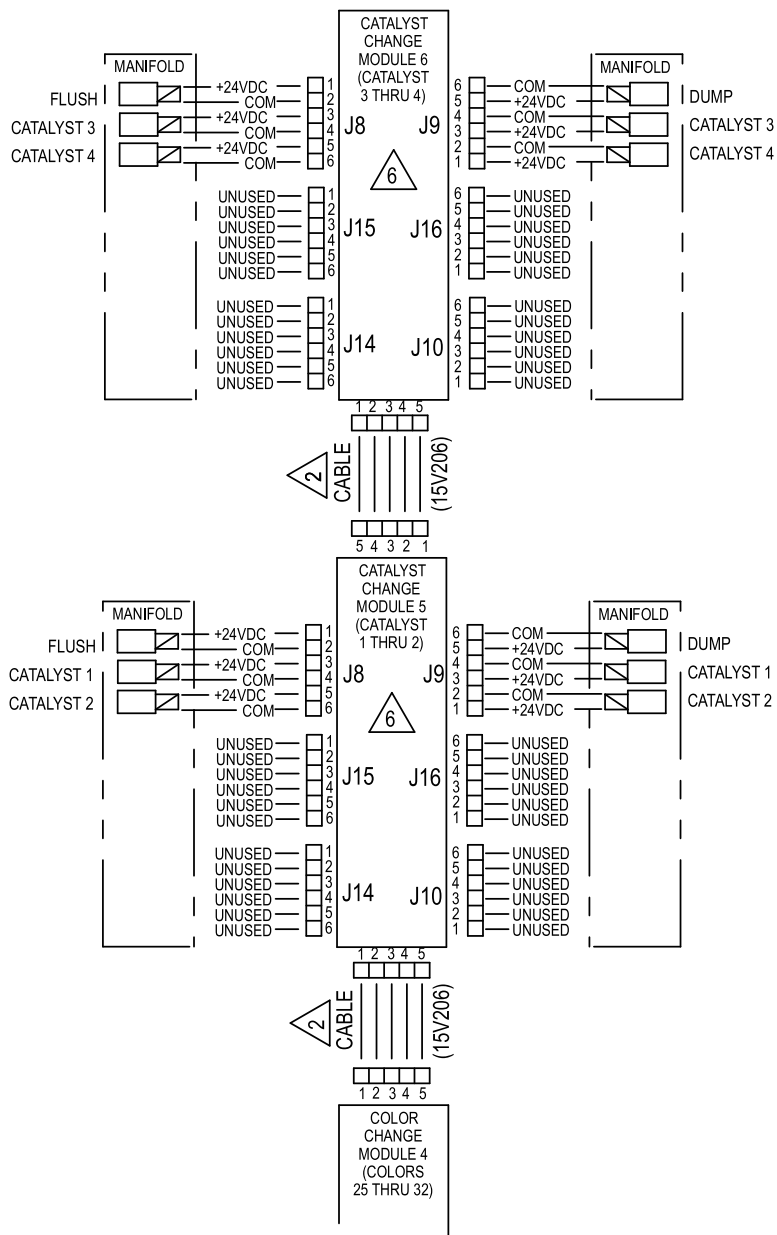 CATALYST
CHANGE
MODULE 6
(CATALYST
3 THRU 4)
MANIFOLD
FLUSH
CATALYST 3
CATALYST 4
+24VDC
COM
+24VDC
COM
+24VDC
COM
1
2
3
4
5
6
J8
J9
6
5
4
3
2
1
COM
+24VDC
COM
+24VDC
COM
+24VDC
MANIFOLD
DUMP
CATALYST 3
CATALYST 4
6
UNUSED 1
UNUSED 2
UNUSED 3
UNUSED 4
UNUSED 5
UNUSED 6
J15
J16
6 UNUSED
5 UNUSED
4 UNUSED
3 UNUSED
2 UNUSED
1 UNUSED
UNUSED 1
UNUSED 2
UNUSED 3
UNUSED 4
UNUSED 5
UNUSED 6
J14
J10
6 UNUSED
5 UNUSED
4 UNUSED
3 UNUSED
2 UNUSED
1 UNUSED
1 2 3 4 5
2
CABLE
(15V206)
5 4 3 2 1
CATALYST
CHANGE
MODULE 5
(CATALYST
1 THRU 2)
MANIFOLD
FLUSH
CATALYST 1
CATALYST 2
+24VDC
COM
+24VDC
COM
+24VDC
COM
1
2
3
4
5
6
J8
J9
6
5
4
3
2
1
COM
+24VDC
COM
+24VDC
COM
+24VDC
MANIFOLD
DUMP
CATALYST 1
CATALYST 2
6
UNUSED 1
UNUSED 2
UNUSED 3
UNUSED 4
UNUSED 5
UNUSED 6
J15
J16
6 UNUSED
5 UNUSED
4 UNUSED
3 UNUSED
2 UNUSED
1 UNUSED
UNUSED 1
UNUSED 2
UNUSED 3
UNUSED 4
UNUSED 5
UNUSED 6
J14
J10
6 UNUSED
5 UNUSED
4 UNUSED
3 UNUSED
2 UNUSED
1 UNUSED
1 2 3 4 5
2
CABLE
(15V206)
1 2 3 4 5
COLOR
CHANGE
MODULE 4
(COLORS
25 THRU 32)